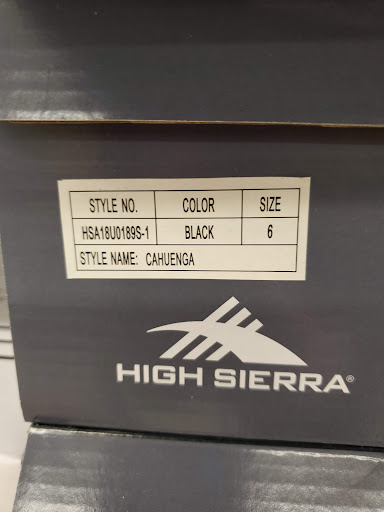 STYLE NO. COLOR SIZE
HSA18U0189S-1 BLACK 6
STYLE NAME: CAHUENGA
HIGH SIERRA®